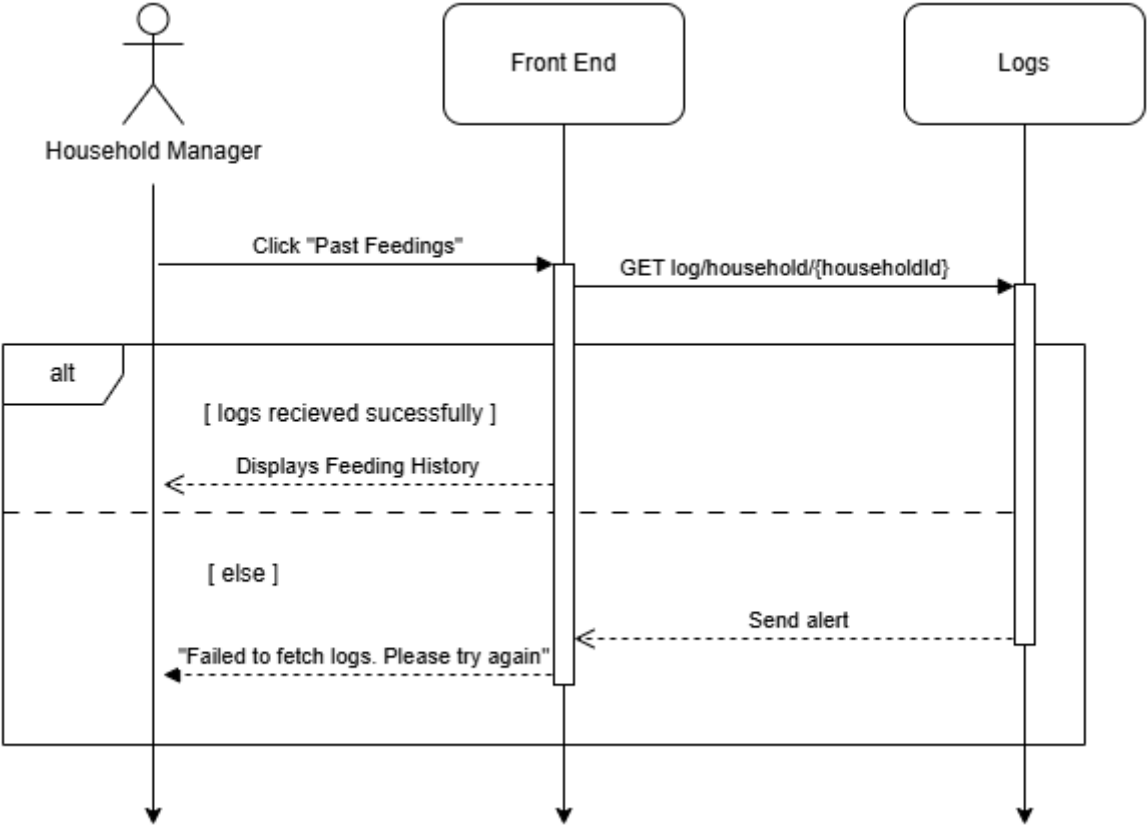 Front End
Logs
Household Manager
Click "Past Feedings"
GET log/household/{householdId}
alt
[ logs recieved sucessfully ]
Displays Feeding History
[ else ]
Send alert
"Failed to fetch logs. Please try again"